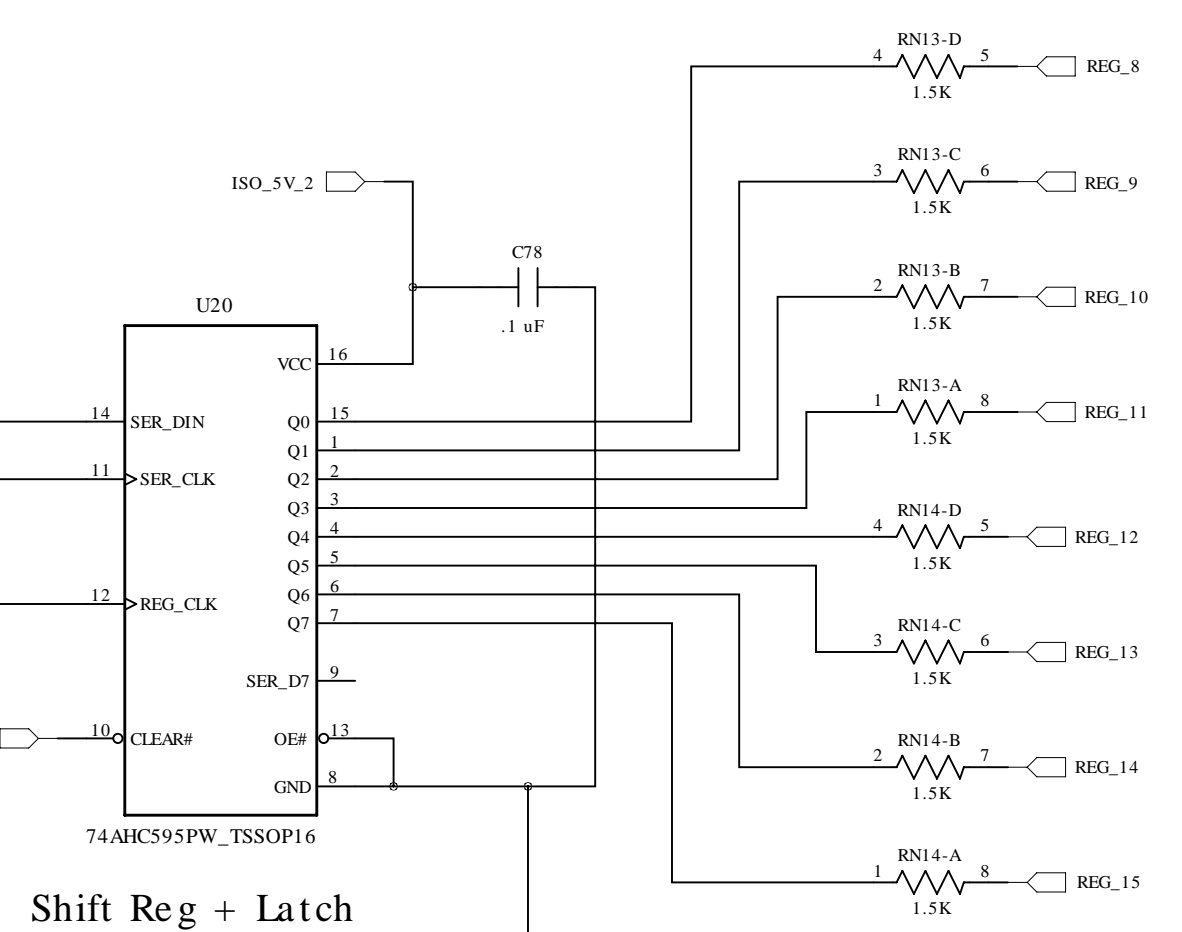 RN13-D
4 5
REG_8
1.5K
RN13-C
3 6
REG_9
1.5K
ISO_5V_2
C78
.1 uF
RN13-B
2 7
REG_10
1.5K
U20
VCC 16
RN13-A
1 8
REG_11
1.5K
14 SER_DIN Q0 15
Q1 1
11 SER_CLK Q2 2
Q3 3
Q4 4
RN14-D
4 5
REG_12
1.5K
Q5 5
12 REG_CLK Q6 6
Q7 7
RN14-C
3 6
REG_13
1.5K
SER_D7 9
10 CLEAR# OE# 13
RN14-B
2 7
REG_14
1.5K
GND 8
74AHC595PW_TSSOP16
RN14-A
1 8
REG_15
1.5K
Shift Reg + Latch